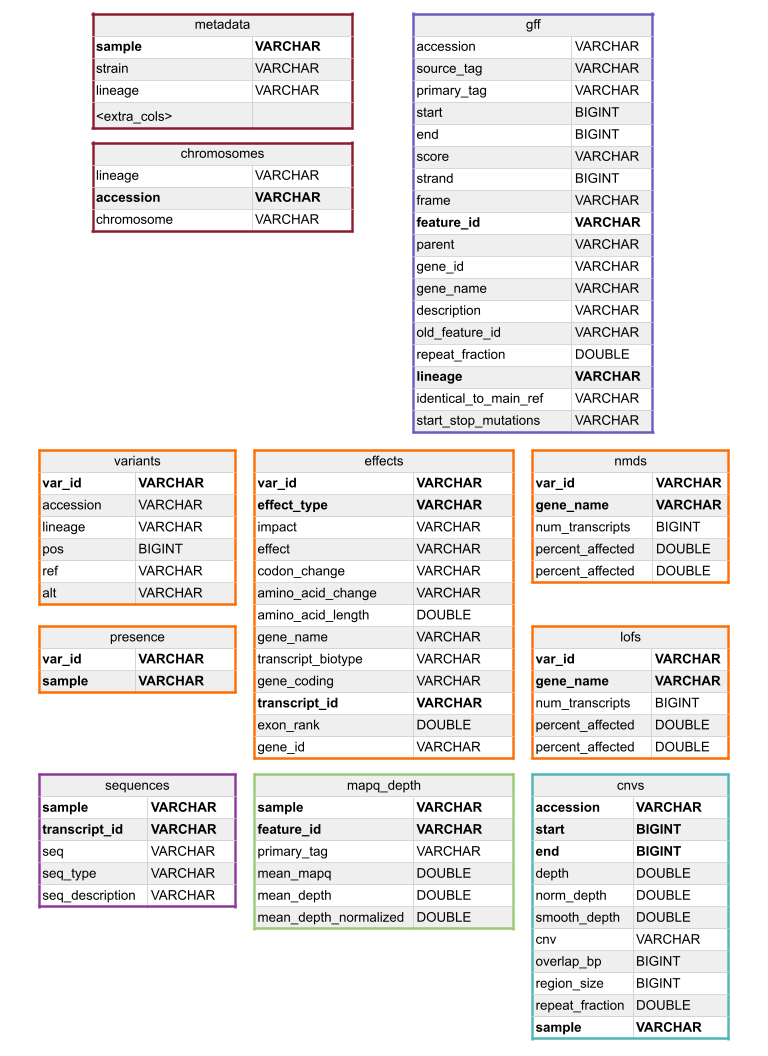 metadata
sample VARCHAR
strain VARCHAR
lineage VARCHAR
<extra_cols>
chromosomes
lineage VARCHAR
accession VARCHAR
chromosome VARCHAR
gff
accession VARCHAR
source_tag VARCHAR
primary_tag VARCHAR
start BIGINT
end BIGINT
score VARCHAR
strand BIGINT
frame VARCHAR
feature_id VARCHAR
parent VARCHAR
gene_id VARCHAR
gene_name VARCHAR
description VARCHAR
old_feature_id VARCHAR
repeat_fraction DOUBLE
lineage VARCHAR
identical_to_main_ref VARCHAR
start_stop_mutations VARCHAR
variants
var_id VARCHAR
accession VARCHAR
lineage VARCHAR
pos BIGINT
ref VARCHAR
alt VARCHAR
presence
var_id VARCHAR
sample VARCHAR
effects
var_id VARCHAR
effect_type VARCHAR
impact VARCHAR
effect VARCHAR
codon_change VARCHAR
amino_acid_change VARCHAR
amino_acid_length DOUBLE
gene_name VARCHAR
transcript_biotype VARCHAR
gene_coding VARCHAR
transcript_id VARCHAR
exon_rank DOUBLE
gene_id VARCHAR
nmds
var_id VARCHAR
gene_name VARCHAR
num_transcripts BIGINT
percent_affected DOUBLE
percent_affected DOUBLE
lofs
var_id VARCHAR
gene_name VARCHAR
num_transcripts BIGINT
percent_affected DOUBLE
percent_affected DOUBLE
sequences
sample VARCHAR
transcript_id VARCHAR
seq VARCHAR
seq_type VARCHAR
seq_description VARCHAR
mapq_depth
sample VARCHAR
feature_id VARCHAR
primary_tag VARCHAR
mean_mapq DOUBLE
mean_depth DOUBLE
mean_depth_normalized DOUBLE
cnvs
accession VARCHAR
start BIGINT
end BIGINT
depth DOUBLE
norm_depth DOUBLE
smooth_depth DOUBLE
cnv VARCHAR
overlap_bp BIGINT
region_size BIGINT
repeat_fraction DOUBLE
sample VARCHAR